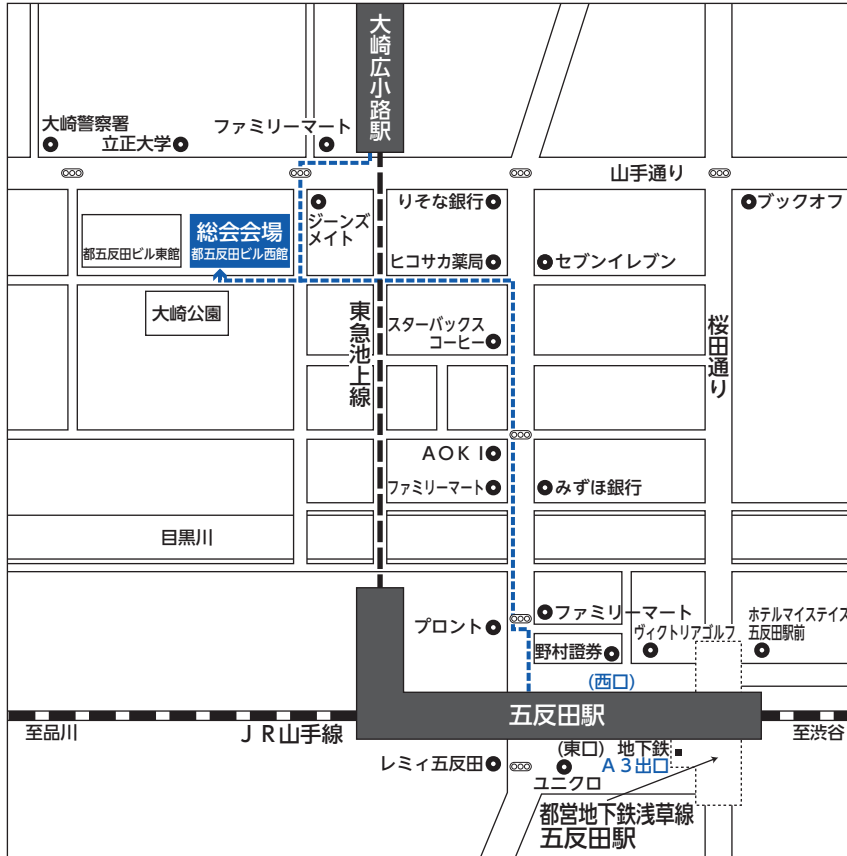 大崎広小路駅
大崎警察署
立正大学
ファミリーマート
山手通り
ブックオフ
りそな銀行
ジーンズ
メイト
総会会場
都五反田ビル西館
都五反田ビル東館
ヒコサカ薬局
セブンイレブン
大崎公園
東急池上線
スターバックス
コーヒー
桜田通り
AOKI
ファミリーマート
みずほ銀行
目黒川
プロント
ファミリーマート
ヴィクトリアゴルフ
ホテルマイステイズ
五反田駅前
野村證券
(西口)
五反田駅
至品川
JR山手線
至渋谷
(東口)
地下鉄
A3出口
レミィ五反田
ユニクロ
都営地下鉄浅草線
五反田駅